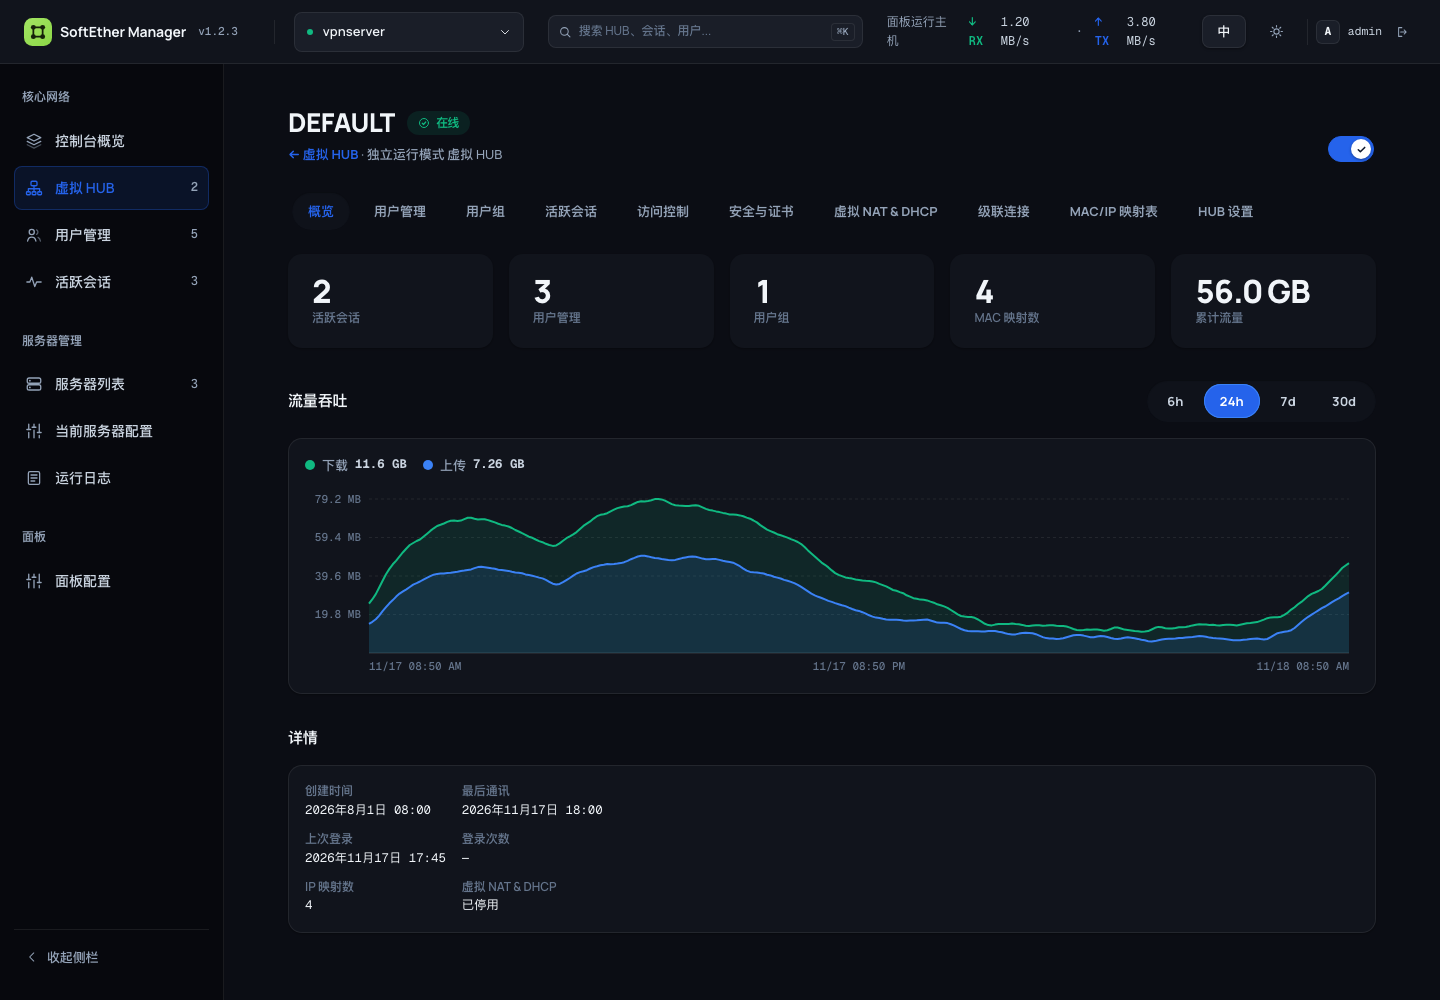 SoftEther Manager v1.2.3
vpnserver
搜索 HUB、会话、用户...
⌘K
面板运行主机
↓ RX 1.20 MB/s
·
↑ TX 3.80 MB/s
中
A admin
核心网络
控制台概览
虚拟 HUB 2
用户管理 5
活跃会话 3
服务器管理
服务器列表 3
当前服务器配置
运行日志
面板
面板配置
收起侧栏
DEFAULT 在线
← 虚拟 HUB · 独立运行模式 虚拟 HUB
概览 用户管理 用户组 活跃会话 访问控制 安全与证书 虚拟 NAT & DHCP 级联连接 MAC/IP 映射表 HUB 设置
2
活跃会话
3
用户管理
1
用户组
4
MAC 映射数
56.0 GB
累计流量
流量吞吐
6h 24h 7d 30d
下载 11.6 GB 上传 7.26 GB
79.2 MB
59.4 MB
39.6 MB
19.8 MB
11/17 08:50 AM 11/17 08:50 PM 11/18 08:50 AM
详情
创建时间
2026年8月1日 08:00
最后通讯
2026年11月17日 18:00
上次登录
2026年11月17日 17:45
登录次数
—
IP 映射数
4
虚拟 NAT & DHCP
已停用